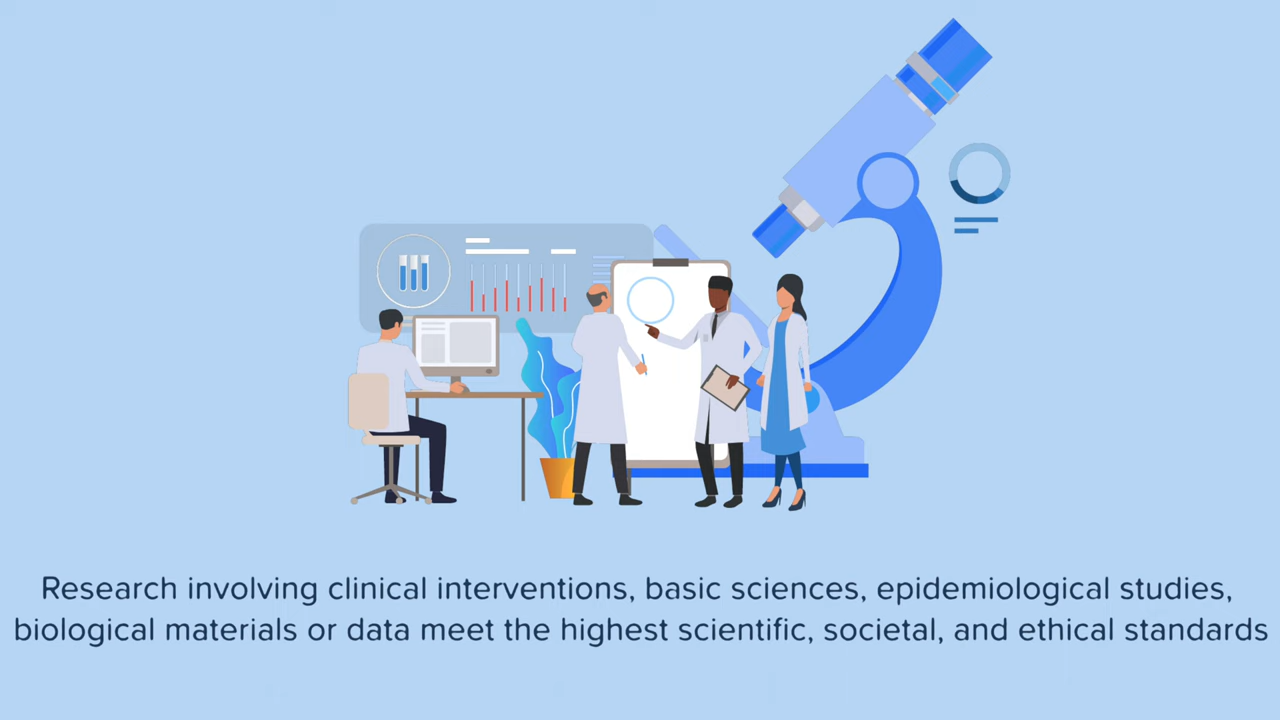 Research involving clinical interventions, basic sciences, epidemiological studies,
biological materials or data meet the highest scientific, societal, and ethical standards